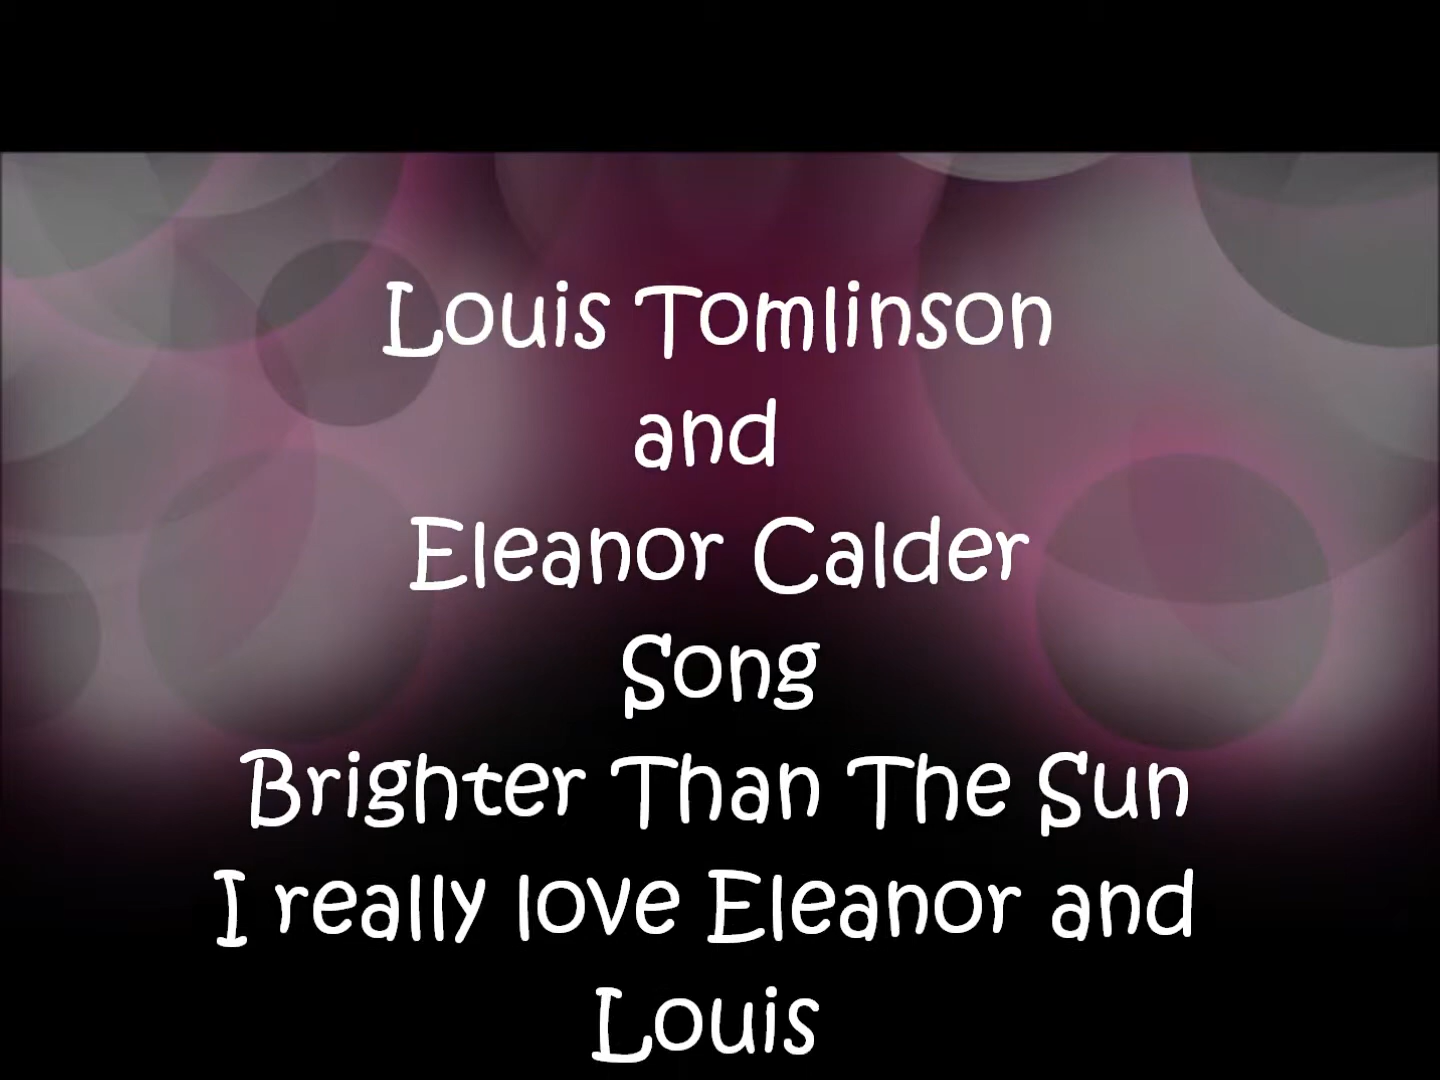 Louis Tomlinson
and
Eleanor Calder
Song
Brighter Than The Sun
I really love Eleanor and
Louis